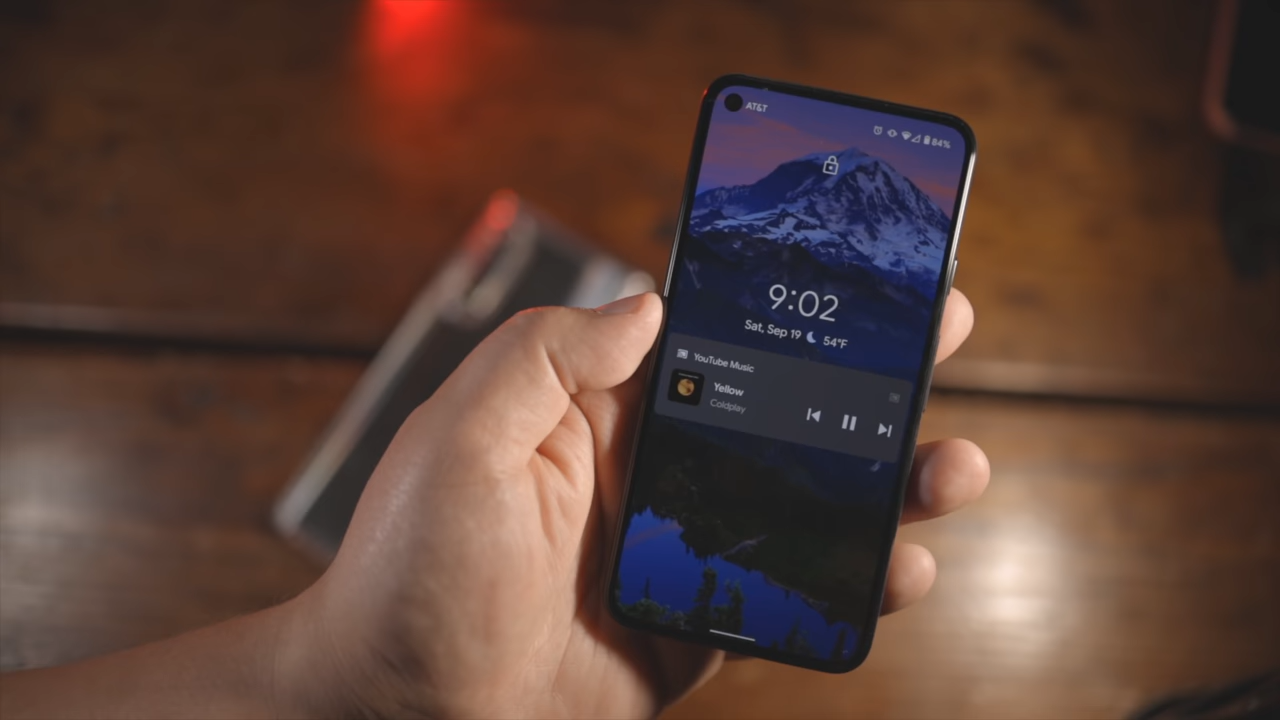 AT&T
84%
9:02
Sat, Sep 19 54°F
YouTube Music
Yellow
Coldplay